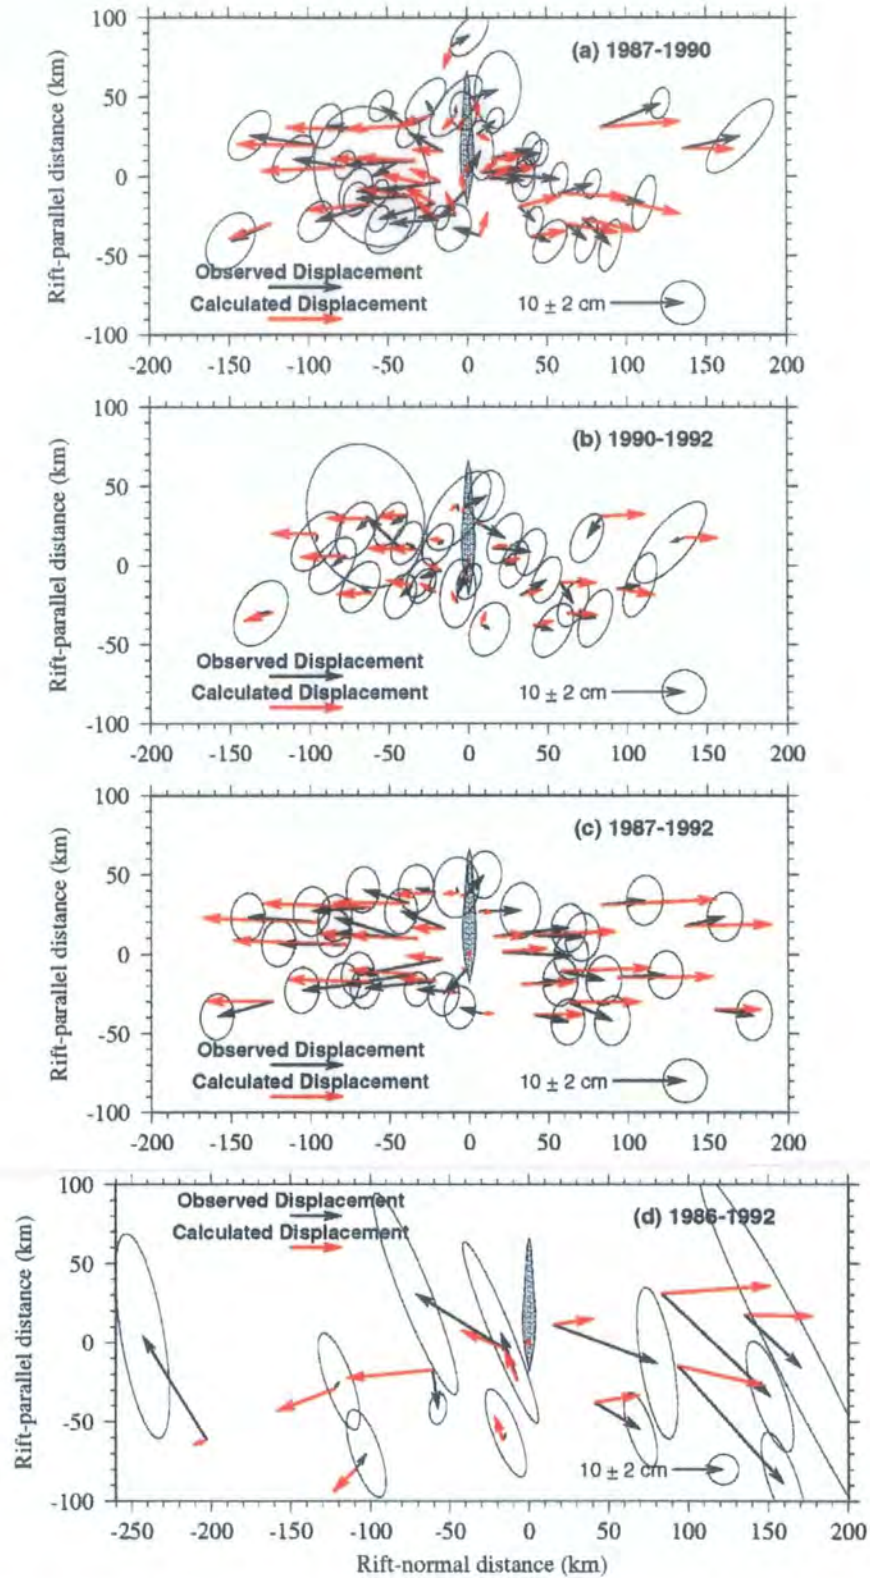 100
(a) 1987-1990
50
0
-50
-100
Rift-parallel distance (km)
Observed Displacement
Calculated Displacement
10 ± 2 cm
-200 -150 -100 -50 0 50 100 150 200
100
(b) 1990-1992
50
0
-50
-100
Rift-parallel distance (km)
Observed Displacement
Calculated Displacement
10 ± 2 cm
-200 -150 -100 -50 0 50 100 150 200
100
(c) 1987-1992
50
0
-50
-100
Rift-parallel distance (km)
Observed Displacement
Calculated Displacement
10 ± 2 cm
-200 -150 -100 -50 0 50 100 150 200
100
Observed Displacement
Calculated Displacement
(d) 1986-1992
50
0
-50
-100
Rift-parallel distance (km)
10 ± 2 cm
-250 -200 -150 -100 -50 0 50 100 150 200
Rift-normal distance (km)